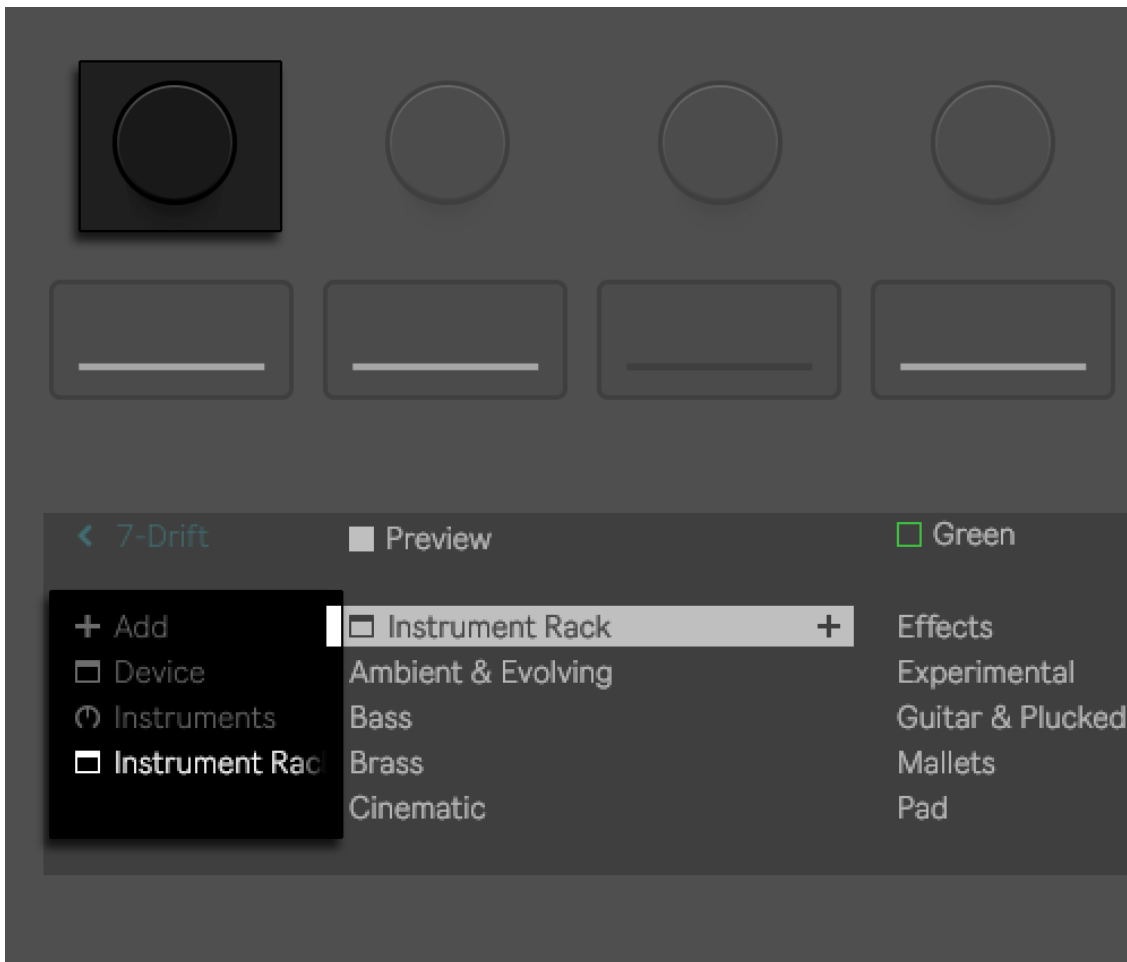 7-Drift
Preview
Green
Add
Device
Instruments
Instrument Rac
Instrument Rack
Ambient & Evolving
Bass
Brass
Cinematic
Effects
Experimental
Guitar & Plucked
Mallets
Pad